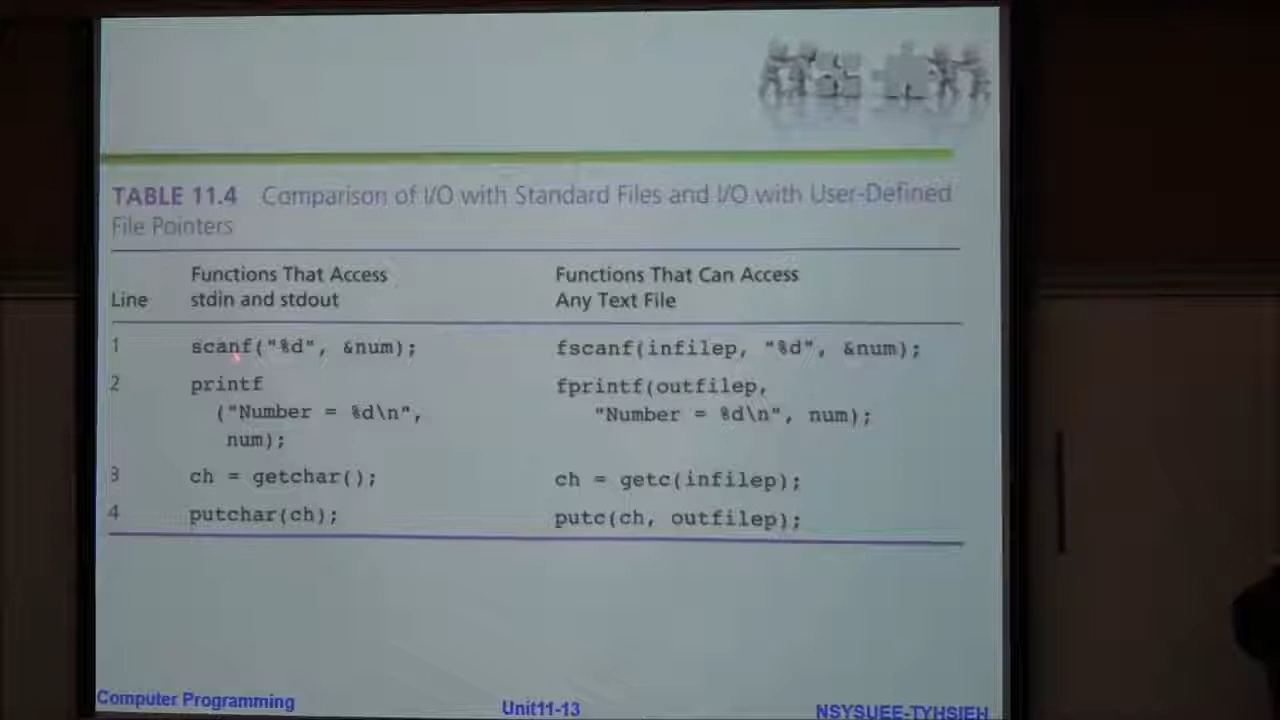 TABLE 11.4 Comparison of I/O with Standard Files and I/O with User-Defined
File Pointers
Functions That Access Functions That Can Access
Line stdin and stdout Any Text File
1 scanf("%d", &num); fscanf(infilep, "%d", &num);
2 printf fprintf(outfilep,
("Number = %d\n", "Number = %d\n", num);
num);
3 ch = getchar(); ch = getc(infilep);
4 putchar(ch); putc(ch, outfilep);
Computer Programming Unit11-13 NSYSUEE-TYHSIEH